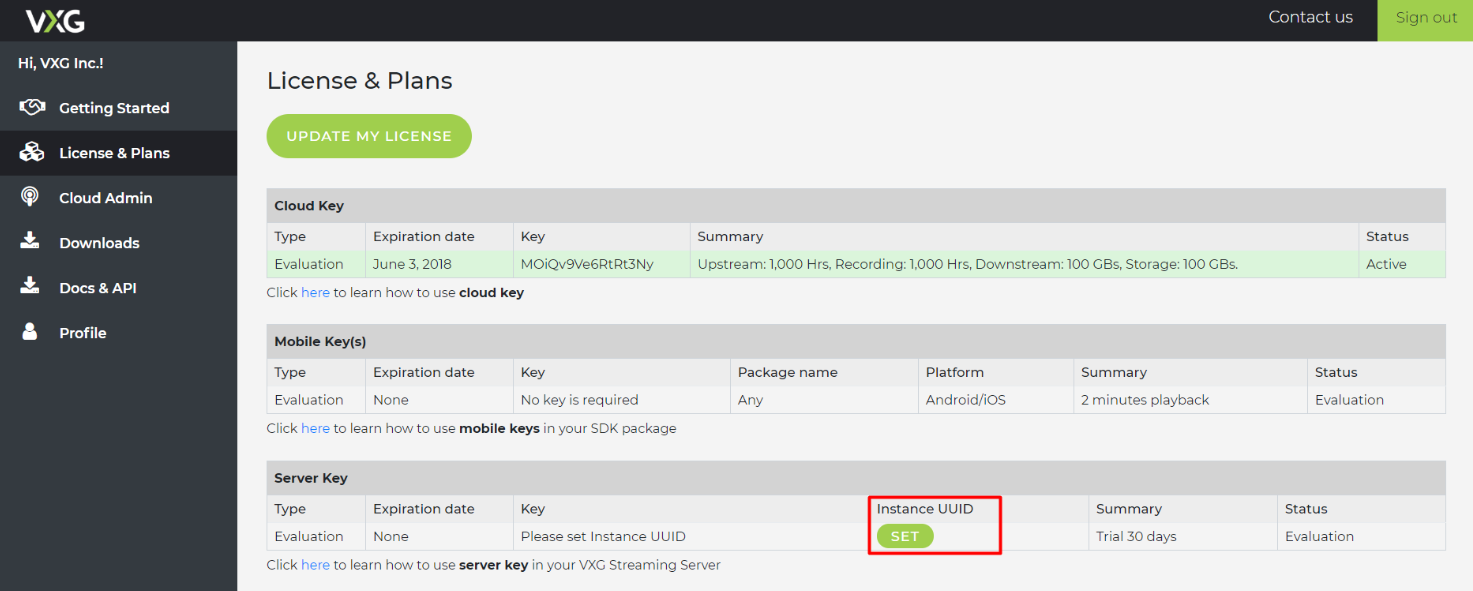 VXG
Contact us
Sign out
Hi, VXG Inc.!
Getting Started
License & Plans
Cloud Admin
Downloads
Docs & API
Profile
License & Plans
UPDATE MY LICENSE
Cloud Key
Type Expiration date Key Summary Status
Evaluation June 3, 2018 MOiQv9Ve6RtRt3Ny Upstream: 1,000 Hrs, Recording: 1,000 Hrs, Downstream: 100 GBs, Storage: 100 GBs. Active
Click here to learn how to use cloud key
Mobile Key(s)
Type Expiration date Key Package name Platform Summary Status
Evaluation None No key is required Any Android/iOS 2 minutes playback Evaluation
Click here to learn how to use mobile keys in your SDK package
Server Key
Type Expiration date Key Instance UUID Summary Status
Evaluation None Please set Instance UUID SET Trial 30 days Evaluation
Click here to learn how to use server key in your VXG Streaming Server